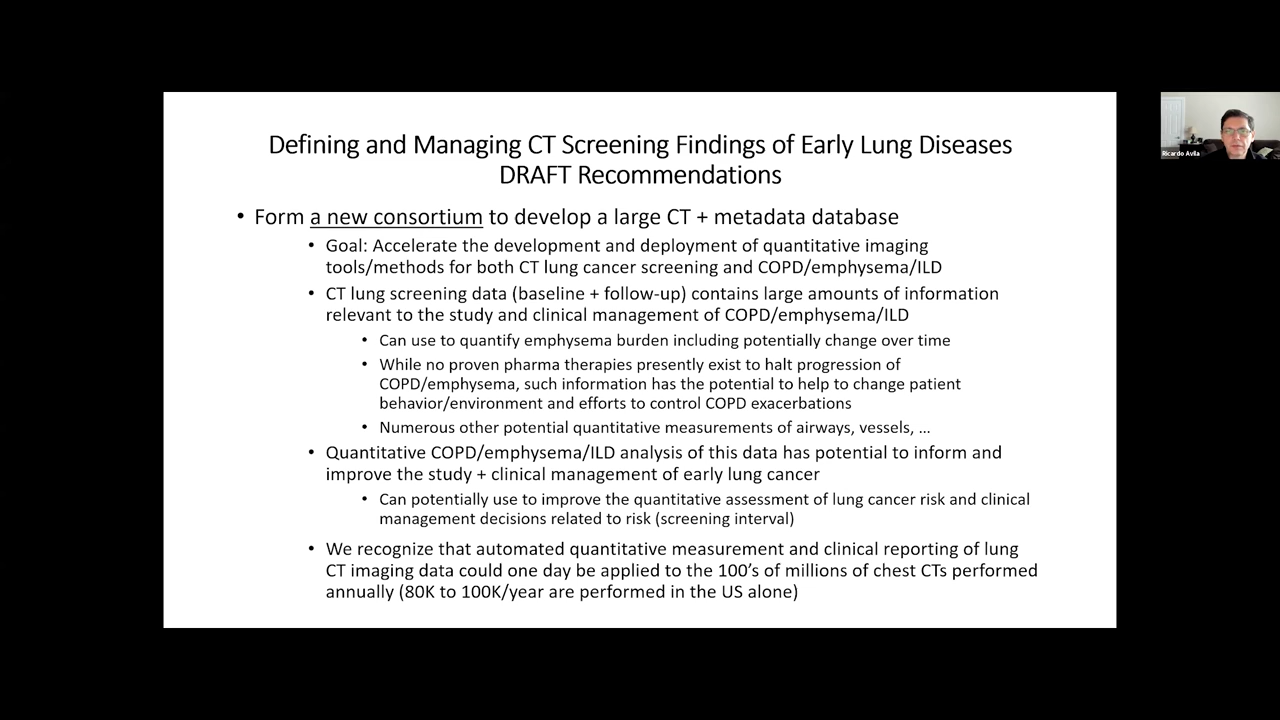 Defining and Managing CT Screening Findings of Early Lung Diseases
DRAFT Recommendations
• Form a new consortium to develop a large CT + metadata database
• Goal: Accelerate the development and deployment of quantitative imaging
tools/methods for both CT lung cancer screening and COPD/emphysema/ILD
• CT lung screening data (baseline + follow-up) contains large amounts of information
relevant to the study and clinical management of COPD/emphysema/ILD
• Can use to quantify emphysema burden including potentially change over time
• While no proven pharma therapies presently exist to halt progression of
COPD/emphysema, such information has the potential to help to change patient
behavior/environment and efforts to control COPD exacerbations
• Numerous other potential quantitative measurements of airways, vessels, …
• Quantitative COPD/emphysema/ILD analysis of this data has potential to inform and
improve the study + clinical management of early lung cancer
• Can potentially use to improve the quantitative assessment of lung cancer risk and clinical
management decisions related to risk (screening interval)
• We recognize that automated quantitative measurement and clinical reporting of lung
CT imaging data could one day be applied to the 100’s of millions of chest CTs performed
annually (80K to 100K/year are performed in the US alone)
Ricardo Avila